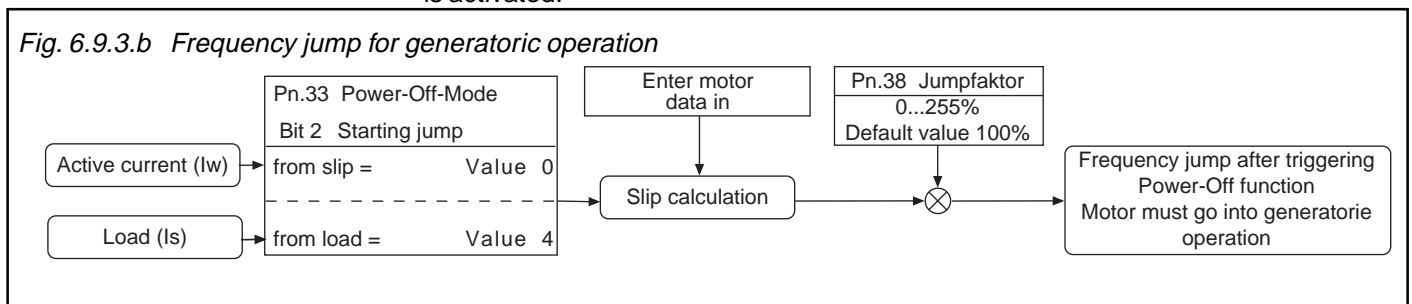 is activated.
Fig. 6.9.3.b Frequency jump for generatoric operation
Pn.33 Power-Off-Mode
Bit 2 Starting jump
Active current (Iw)
from slip = Value 0
Load (Is)
from load = Value 4
Enter motor
data in
Slip calculation
Pn.38 Jumpfaktor
0...255%
Default value 100%
Frequency jump after triggering
Power-Off function
Motor must go into generatorie
operation